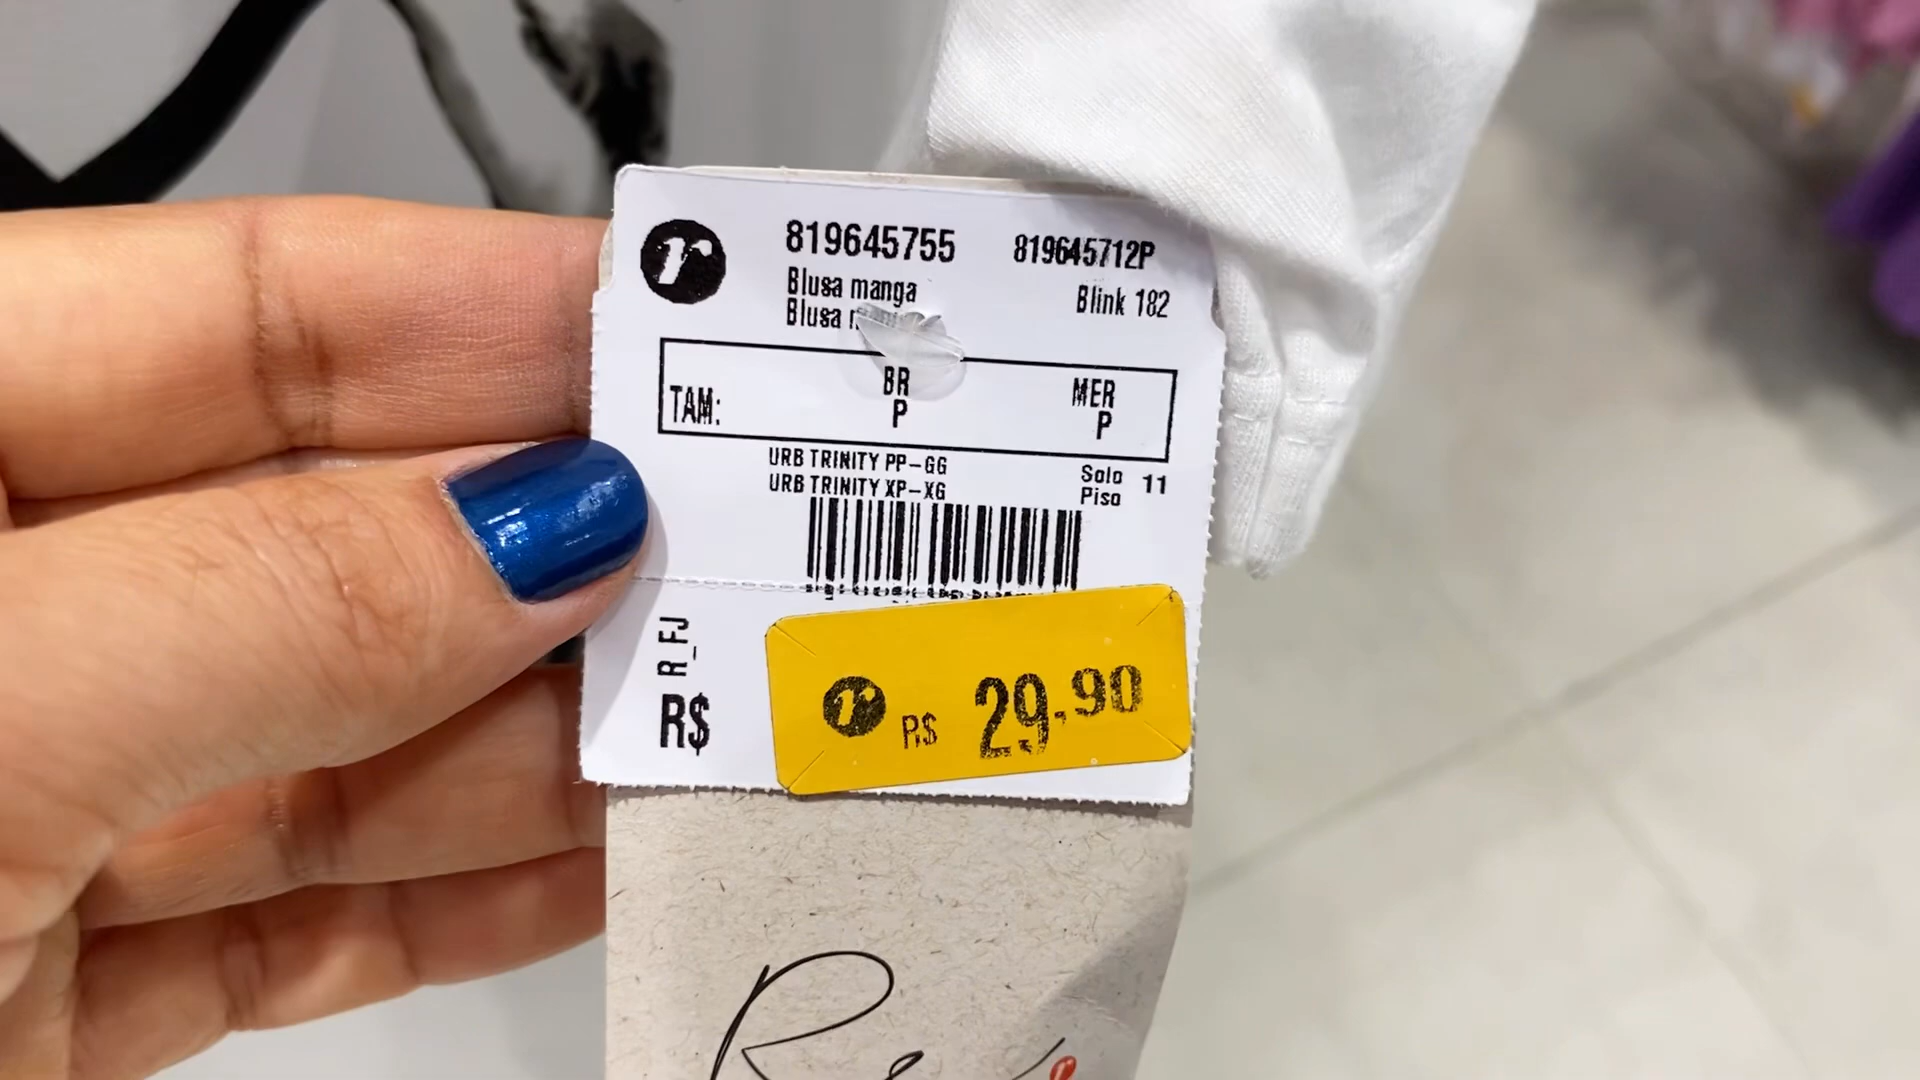 r
819645755 819645712P
Blusa manga Blink 182
Blusa
BR MER
TAM: P P
URB TRINITY PP-GG Solo 11
URB TRINITY XP-XG Piso
R_FJ
R$
r R$ 29.90